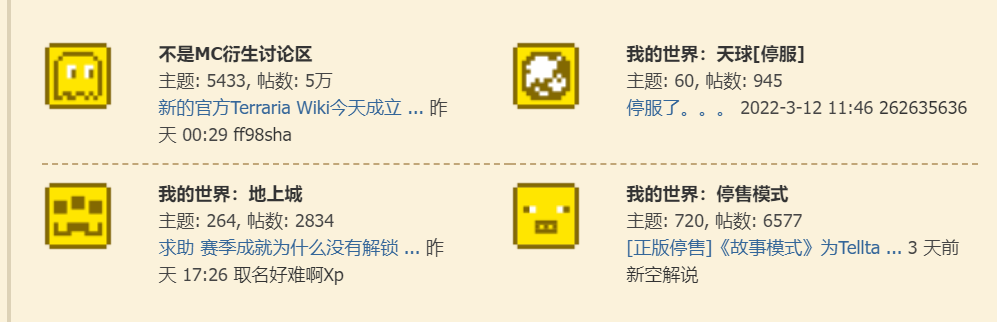 不是MC衍生讨论区
主题: 5433, 帖数: 5万
新的官方Terraria Wiki今天成立 ... 昨
天 00:29 ff98sha
我的世界：天球[停服]
主题: 60, 帖数: 945
停服了。。。 2022-3-12 11:46 262635636
我的世界：地上城
主题: 264, 帖数: 2834
求助 赛季成就为什么没有解锁 ... 昨
天 17:26 取名好难啊Xp
我的世界：停售模式
主题: 720, 帖数: 6577
[正版停售]《故事模式》为Tellta ... 3 天前
新空解说